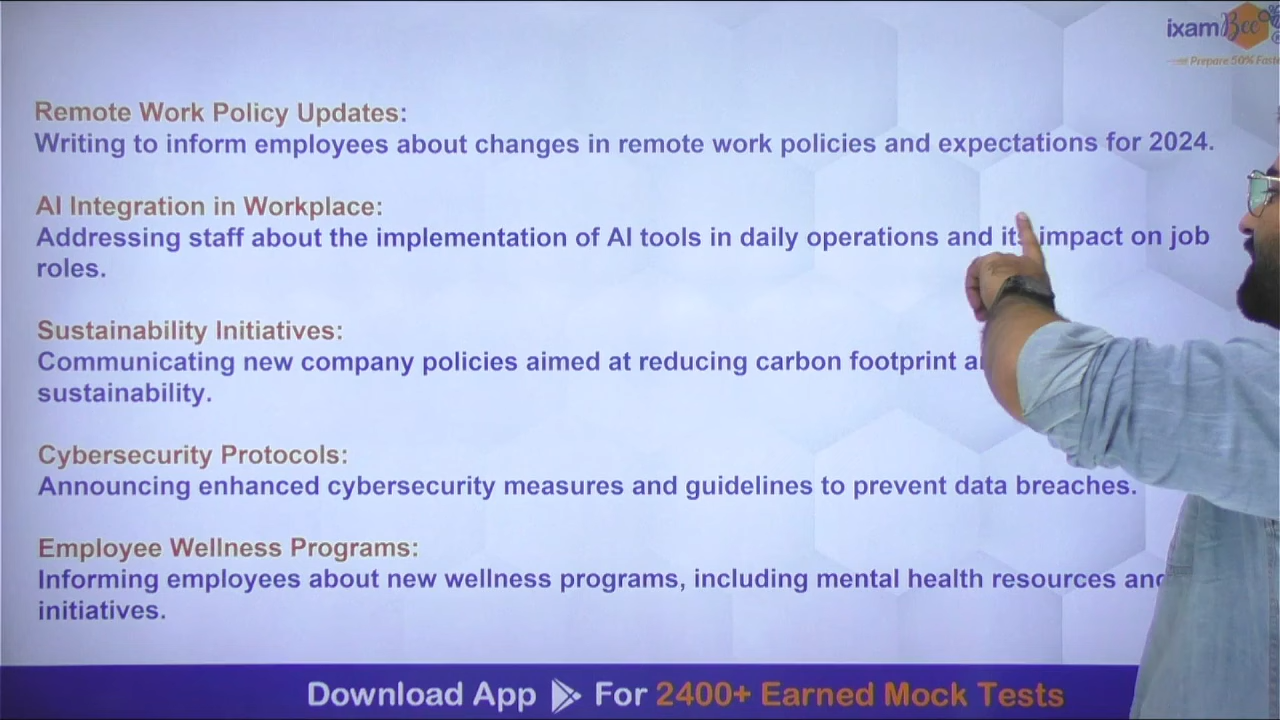 ixamBee
Prepare 50% Faste
Remote Work Policy Updates:
Writing to inform employees about changes in remote work policies and expectations for 2024.
AI Integration in Workplace:
Addressing staff about the implementation of AI tools in daily operations and its impact on job
roles.
Sustainability Initiatives:
Communicating new company policies aimed at reducing carbon footprint
sustainability.
Cybersecurity Protocols:
Announcing enhanced cybersecurity measures and guidelines to prevent data breaches.
Employee Wellness Programs:
Informing employees about new wellness programs, including mental health resources and
initiatives.
Download App For 2400+ Earned Mock Tests